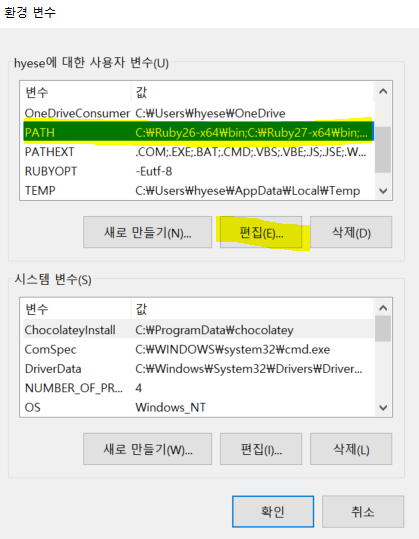 환경 변수
hyese에 대한 사용자 변수(U)
변수 값
OneDriveConsumer C:₩Users₩hyese₩OneDrive
PATH C:₩Ruby26-x64₩bin;C:₩Ruby27-x64₩bin;...
PATHEXT .COM;.EXE;.BAT;.CMD;.VBS;.VBE;.JS;.JSE;.W...
RUBYOPT -Eutf-8
TEMP C:₩Users₩hyese₩AppData₩Local₩Temp
새로 만들기(N)... 편집(E)... 삭제(D)
시스템 변수(S)
변수 값
ChocolateyInstall C:₩ProgramData₩chocolatey
ComSpec C:₩WINDOWS₩system32₩cmd.exe
DriverData C:₩Windows₩System32₩Drivers₩Driver...
NUMBER_OF_PR... 4
OS Windows_NT
새로 만들기(W)... 편집(I)... 삭제(L)
확인 취소